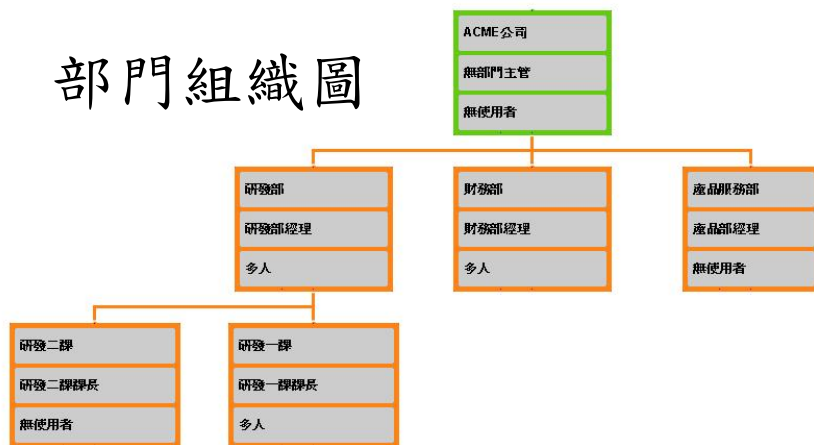 部門組織圖
ACME公司
無部門主管
無使用者
研發部
研發部經理
多人
財務部
財務部經理
多人
產品服務部
產品部經理
無使用者
研發二課
研發二課課長
無使用者
研發一課
研發一課課長
多人